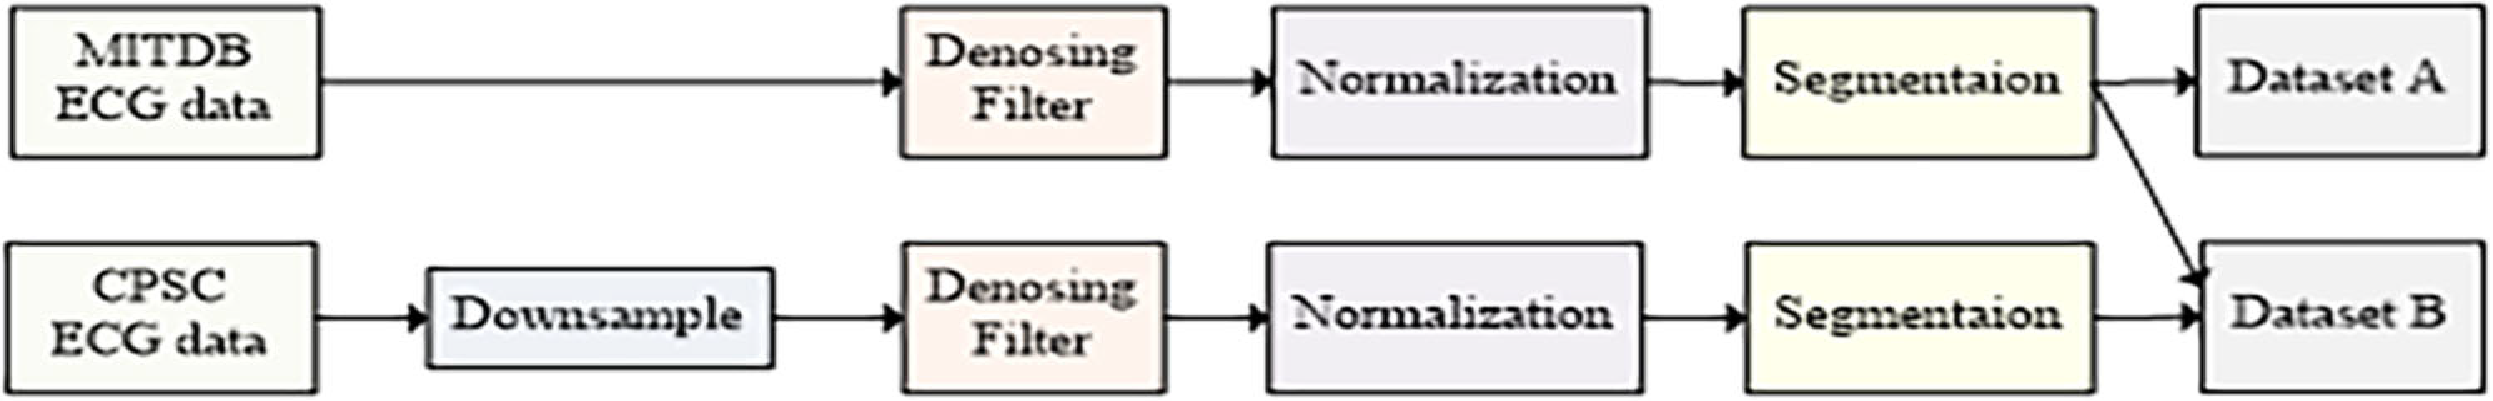 MITDB
ECG data
Denosing
Filter
Normalization
Segmentaion
Dataset A
CPSC
ECG data
Downsample
Denosing
Filter
Normalization
Segmentaion
Dataset B